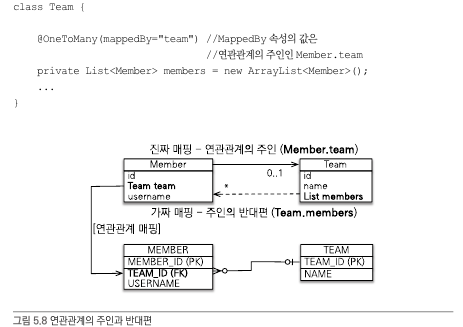 class Team {
@OneToMany(mappedBy="team") //MappedBy 속성의 값은
//연관관계의 주인인 Member.team
private List<Member> members = new ArrayList<Member>();
...
}
진짜 매핑 - 연관관계의 주인 (Member.team)
Member
id
Team team
username
0..1
*
Team
id
name
List members
가짜 매핑 - 주인의 반대편 (Team.members)
[연관관계 매핑]
MEMBER
MEMBER_ID (PK)
TEAM_ID (FK)
USERNAME
TEAM
TEAM_ID (PK)
NAME
그림 5.8 연관관계의 주인과 반대편